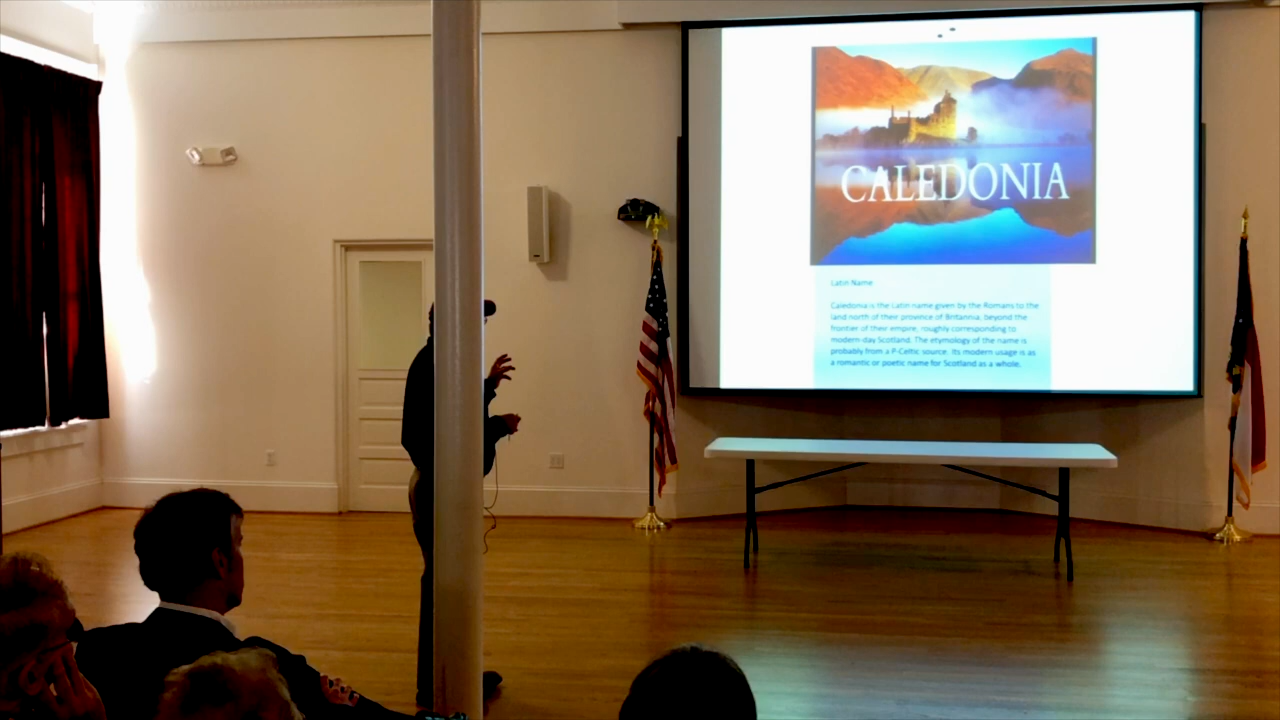 CALEDONIA
Latin Name
Caledonia is the Latin name given by the Romans to the
land north of their province of Britannia, beyond the
frontier of their empire, roughly corresponding to
modern-day Scotland. The etymology of the name is
probably from a P-Celtic source. Its modern usage is as
a romantic or poetic name for Scotland as a whole.